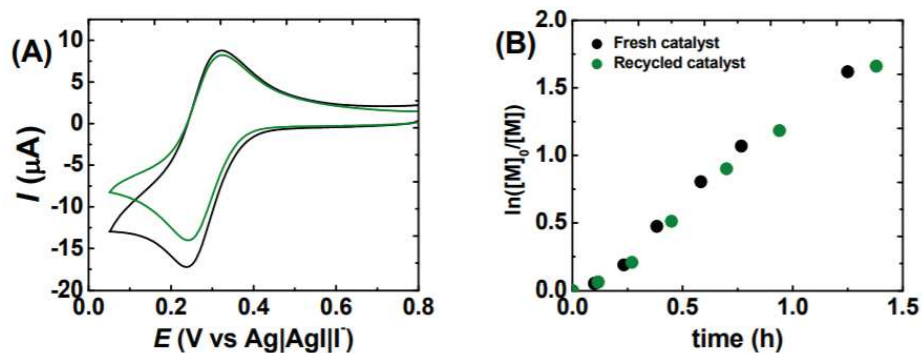 (A)
10
5
0
-5
-10
-15
-20
I (µA)
0.0
0.2
0.4
0.6
0.8
E (V vs Ag|AgI|I-)
(B)
Fresh catalyst
Recycled catalyst
2.0
1.5
1.0
0.5
0.0
ln([M]0/[M])
0.0
0.5
1.0
1.5
time (h)